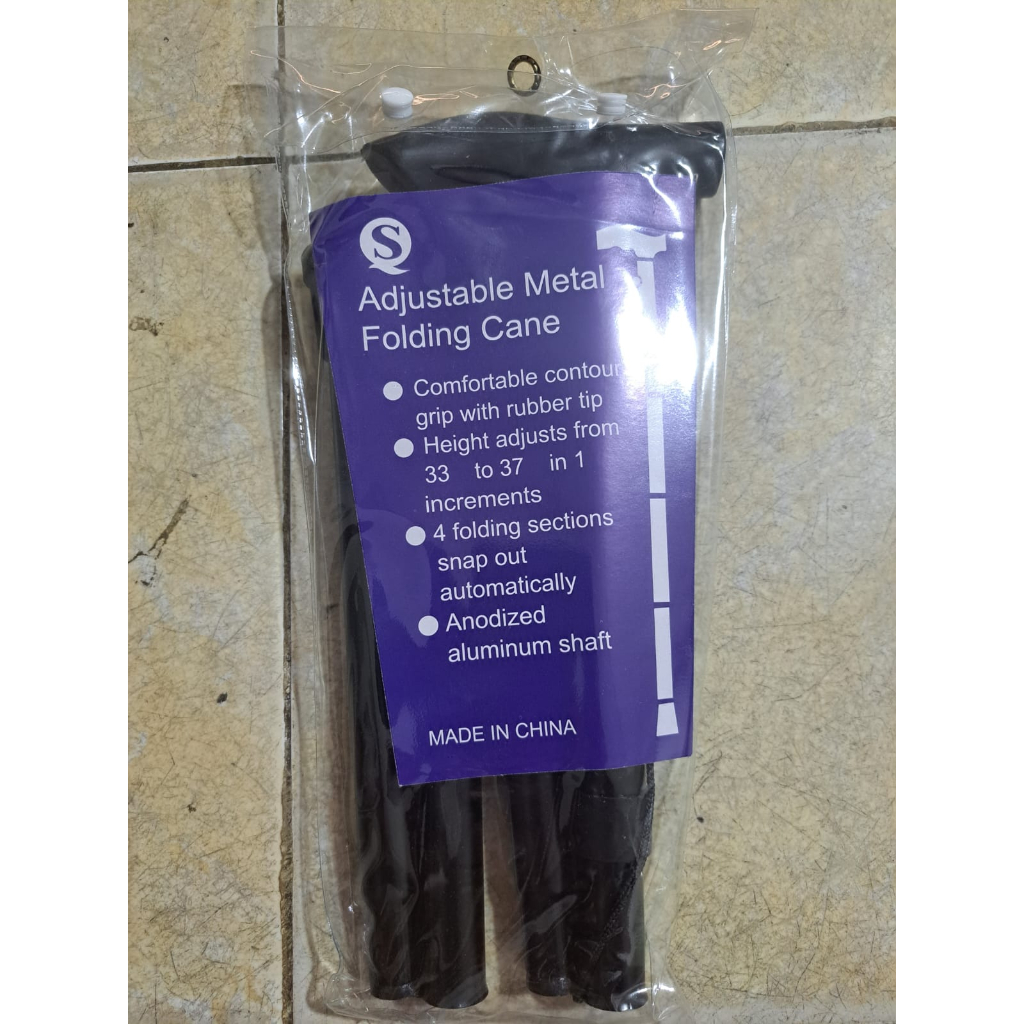 S
Adjustable Metal
Folding Cane
Comfortable contour
grip with rubber tip
Height adjusts from
33 to 37 in 1
increments
4 folding sections
snap out
automatically
Anodized
aluminum shaft
MADE IN CHINA